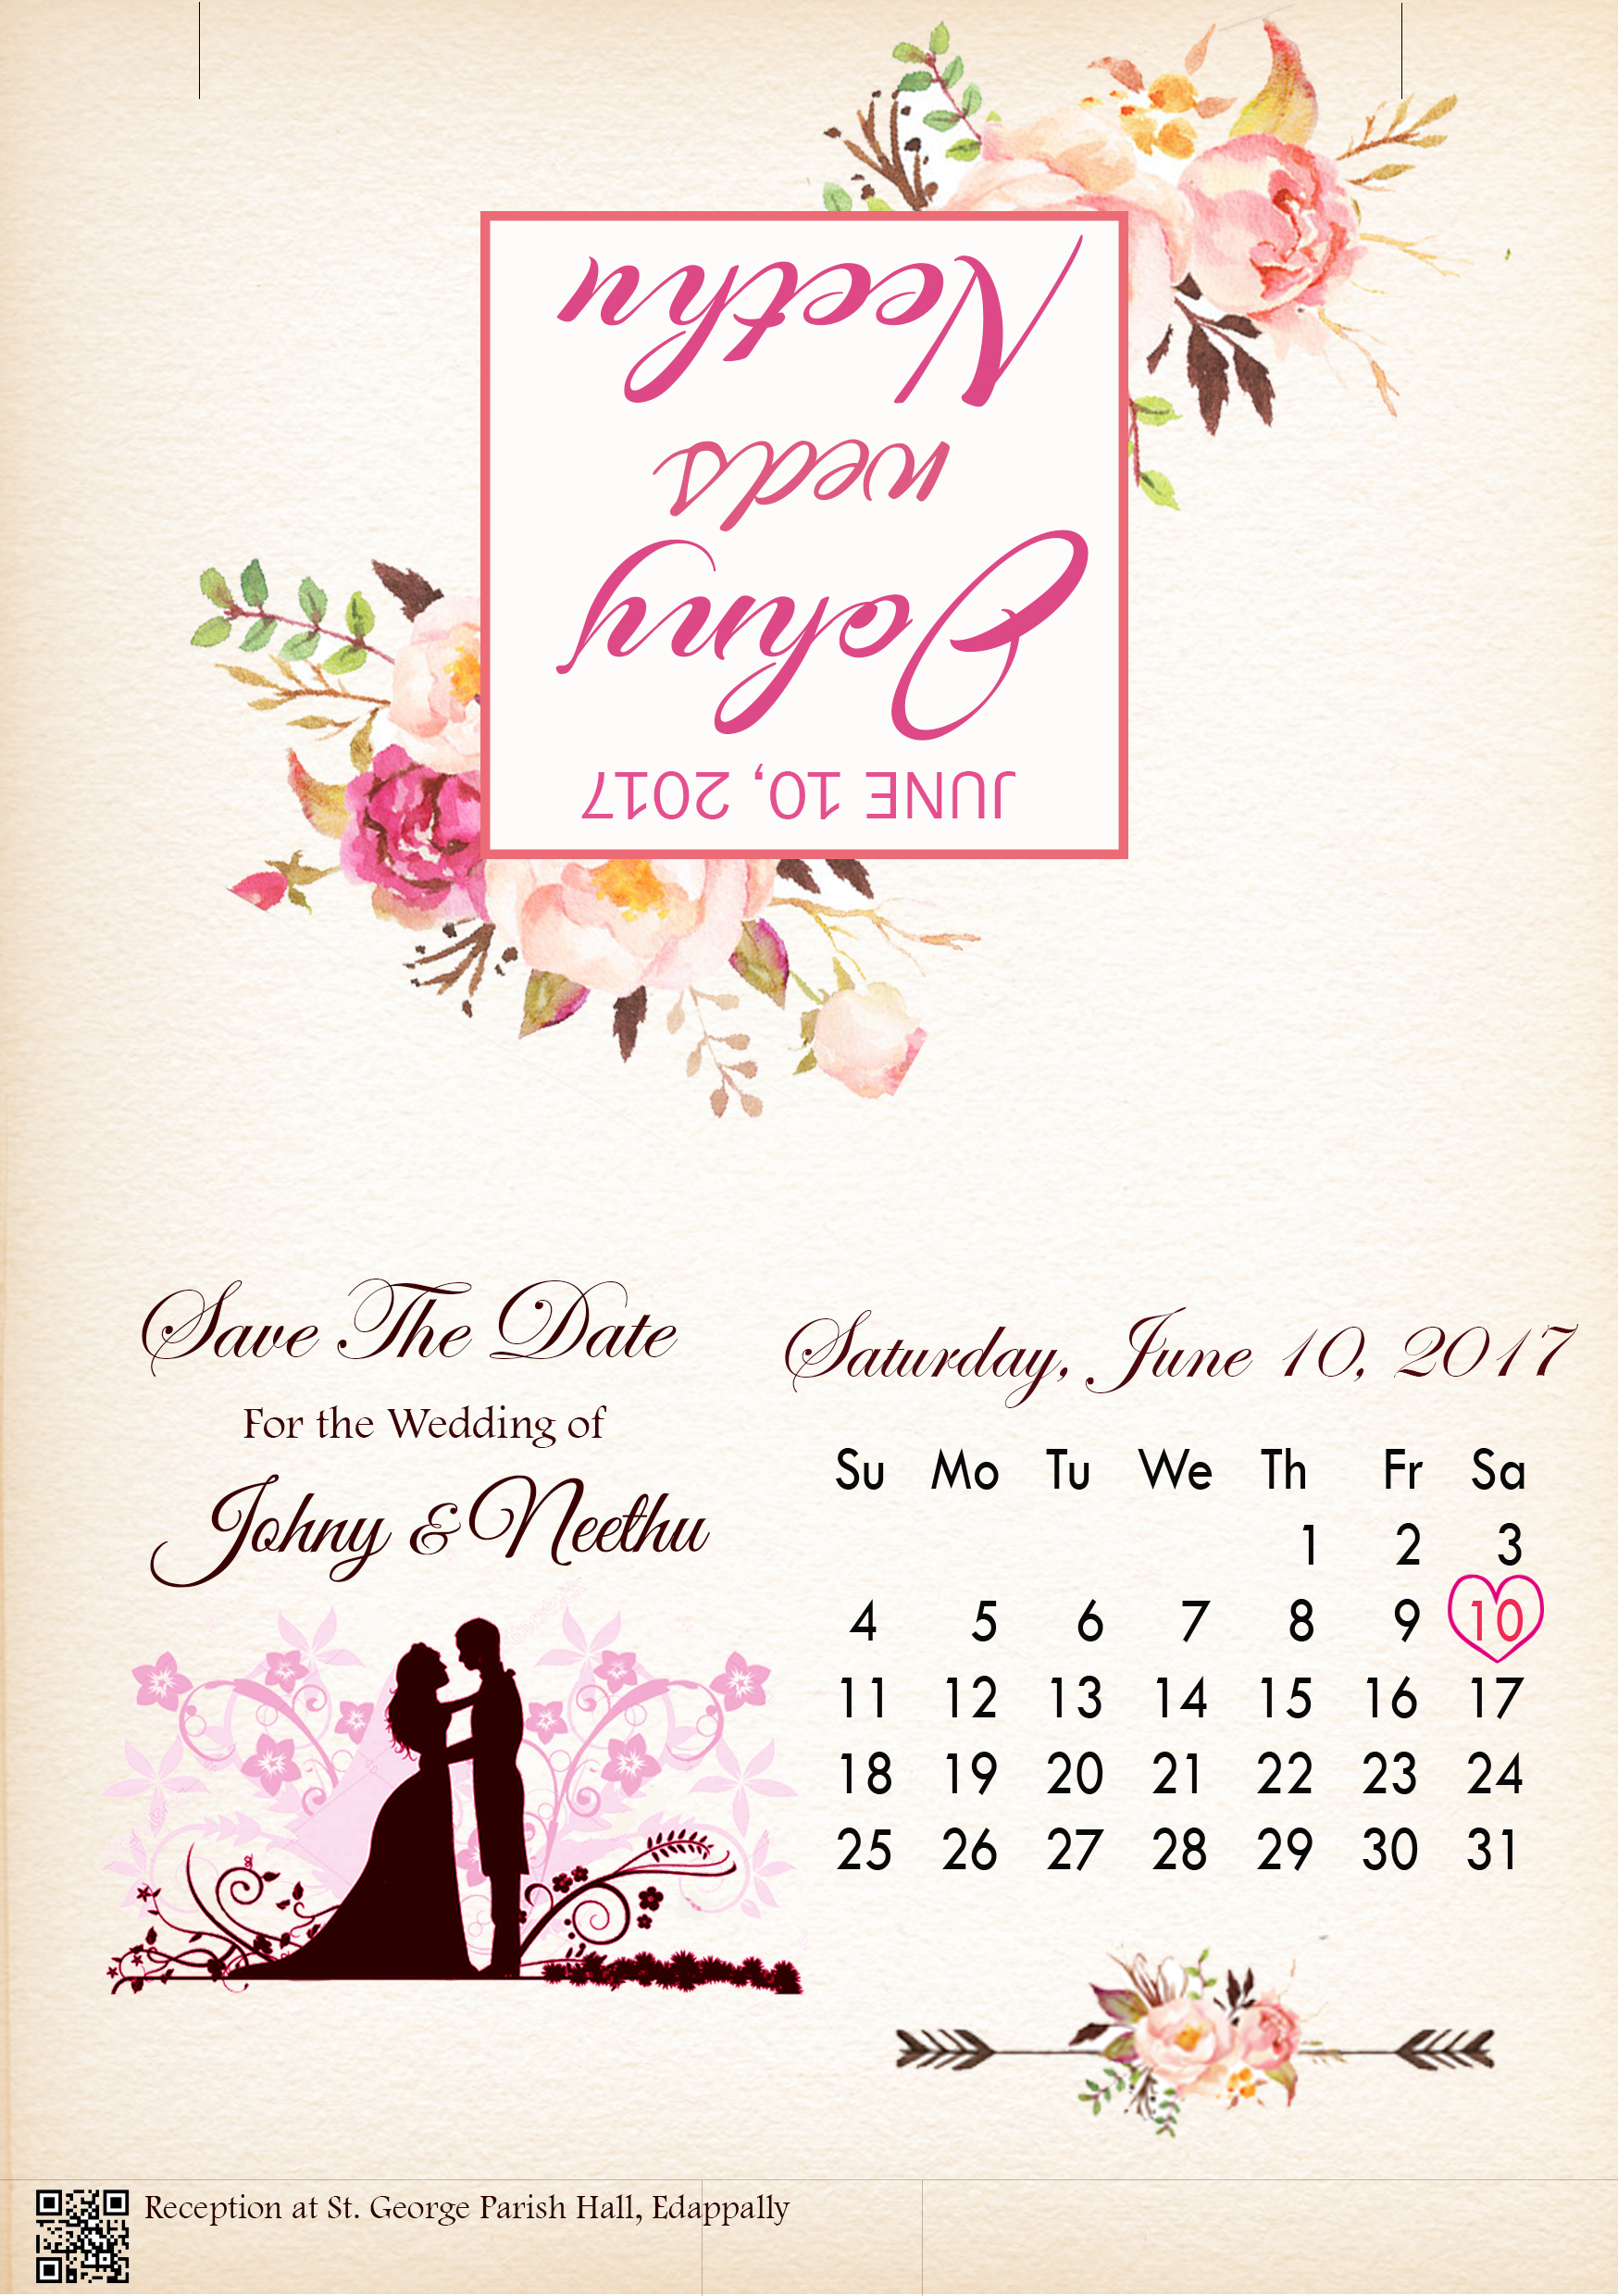 JUNE 10, 2017
Johny
weds
Neethu
Save The Date
For the Wedding of
Johny & Neethu
Saturday, June 10, 2017
Su Mo Tu We Th Fr Sa
1 2 3
4 5 6 7 8 9 10
11 12 13 14 15 16 17
18 19 20 21 22 23 24
25 26 27 28 29 30 31
Reception at St. George Parish Hall, Edappally